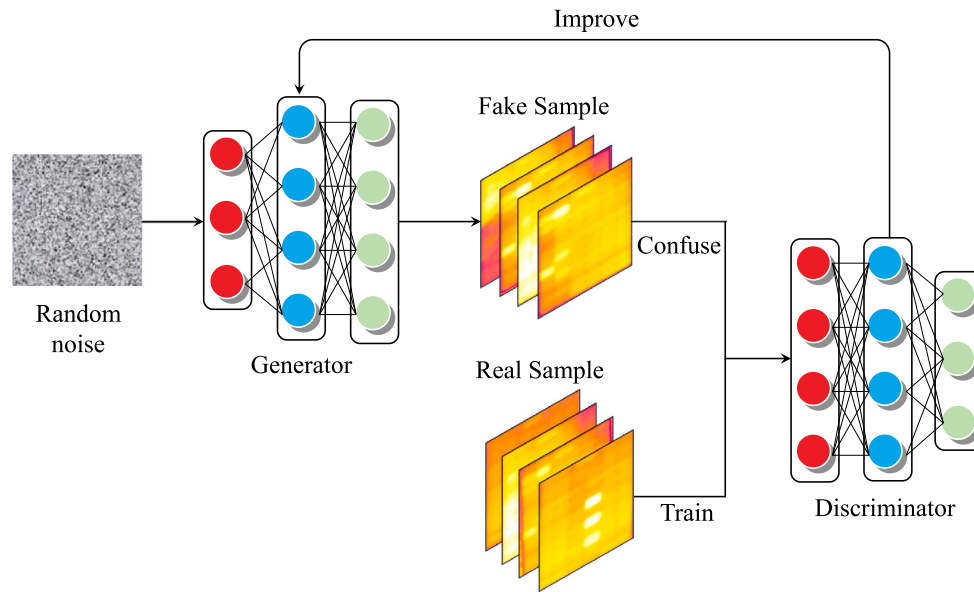 Improve
Fake Sample
Confuse
Random
noise
Generator
Real Sample
Train
Discriminator